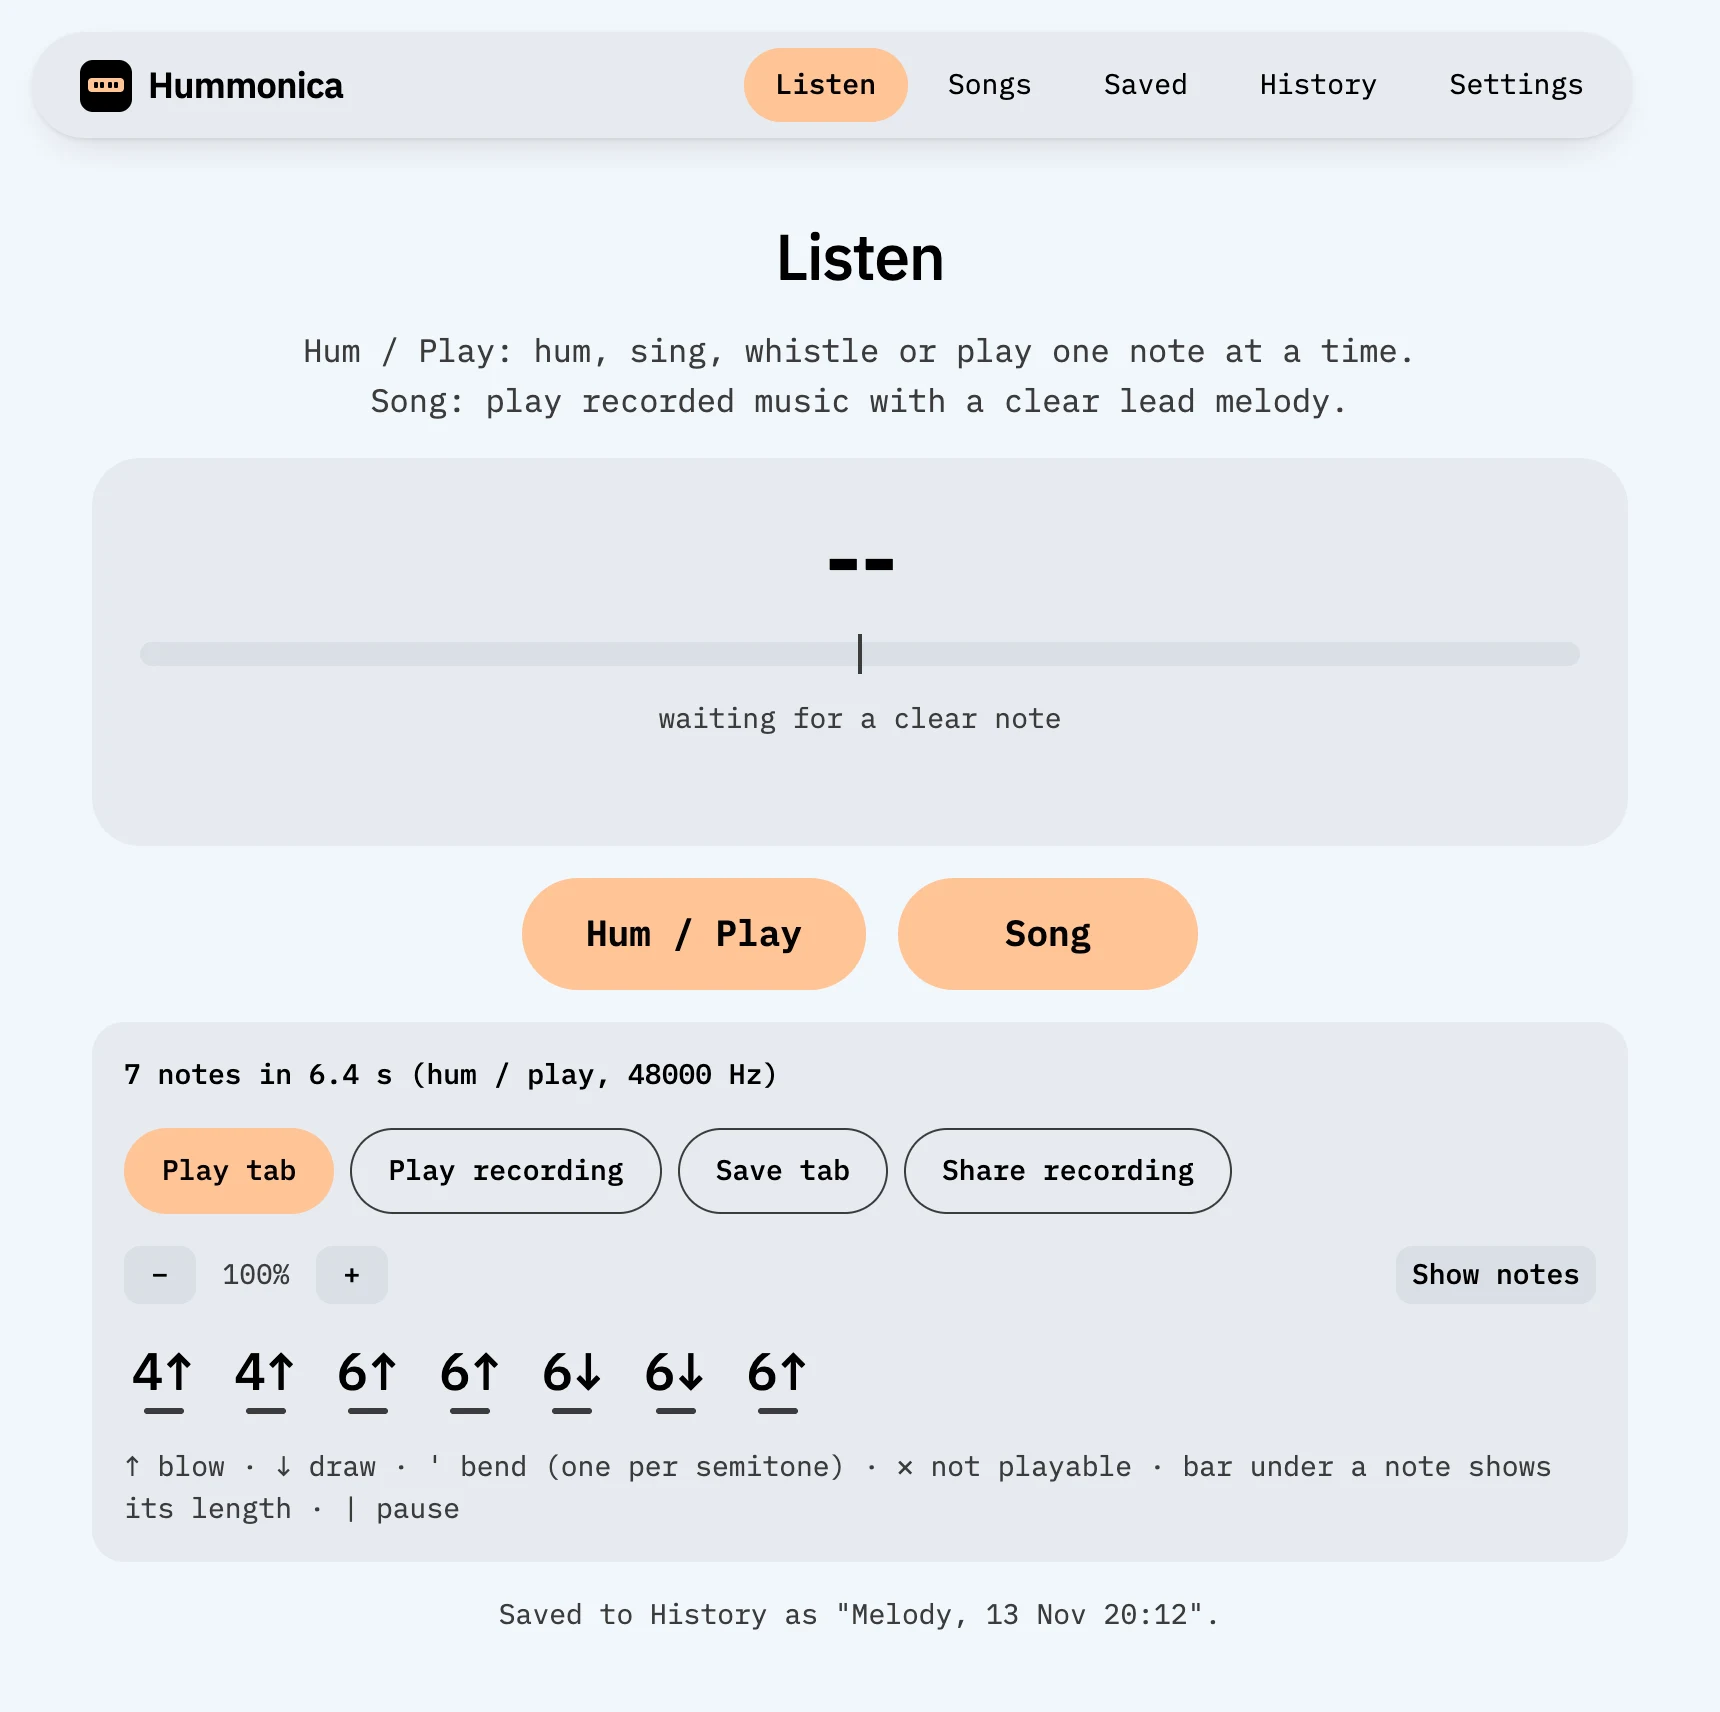 Hummonica
Listen Songs Saved History Settings
Listen
Hum / Play: hum, sing, whistle or play one note at a time.
Song: play recorded music with a clear lead melody.
--
waiting for a clear note
Hum / Play Song
7 notes in 6.4 s (hum / play, 48000 Hz)
Play tab Play recording Save tab Share recording
− 100% + Show notes
4↑ 4↑ 6↑ 6↑ 6↓ 6↓ 6↑
↑ blow · ↓ draw · ' bend (one per semitone) · × not playable · bar under a note shows
its length · | pause
Saved to History as "Melody, 13 Nov 20:12".